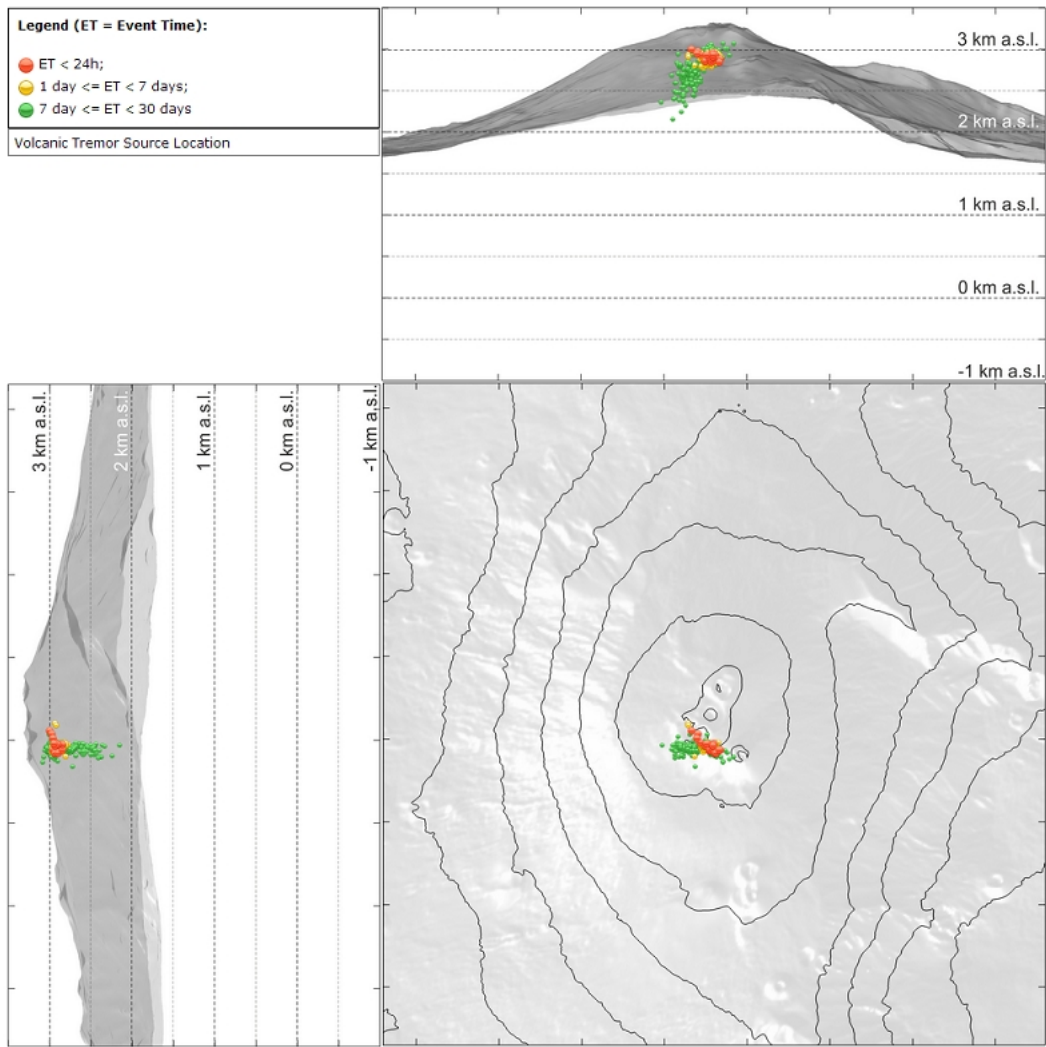 Legend (ET = Event Time):
ET < 24h;
1 day <= ET < 7 days;
7 day <= ET < 30 days
Volcanic Tremor Source Location
3 km a.s.l.
2 km a.s.l.
1 km a.s.l.
0 km a.s.l.
-1 km a.s.l.
3 km a.s.l.
2 km a.s.l.
1 km a.s.l.
0 km a.s.l.
-1 km a.s.l.